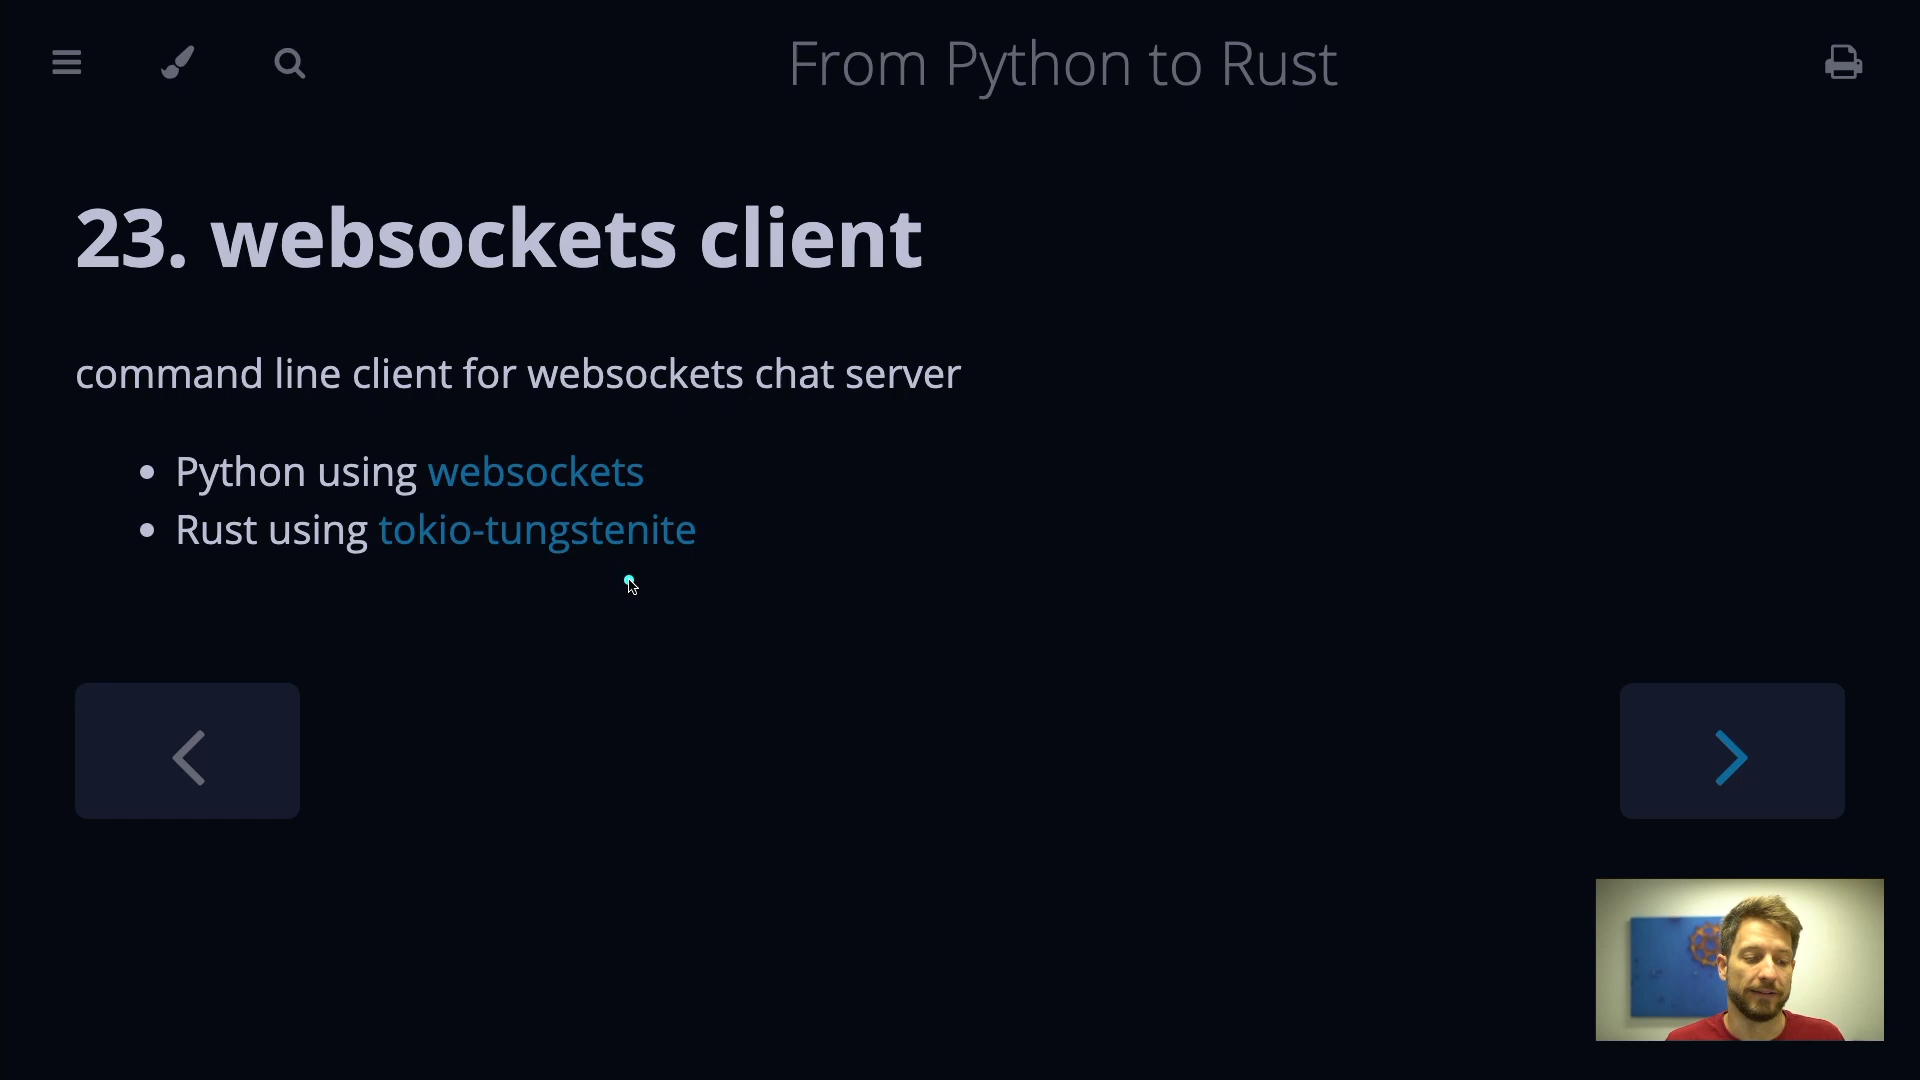 From Python to Rust
23. websockets client
command line client for websockets chat server
Python using websockets
Rust using tokio-tungstenite